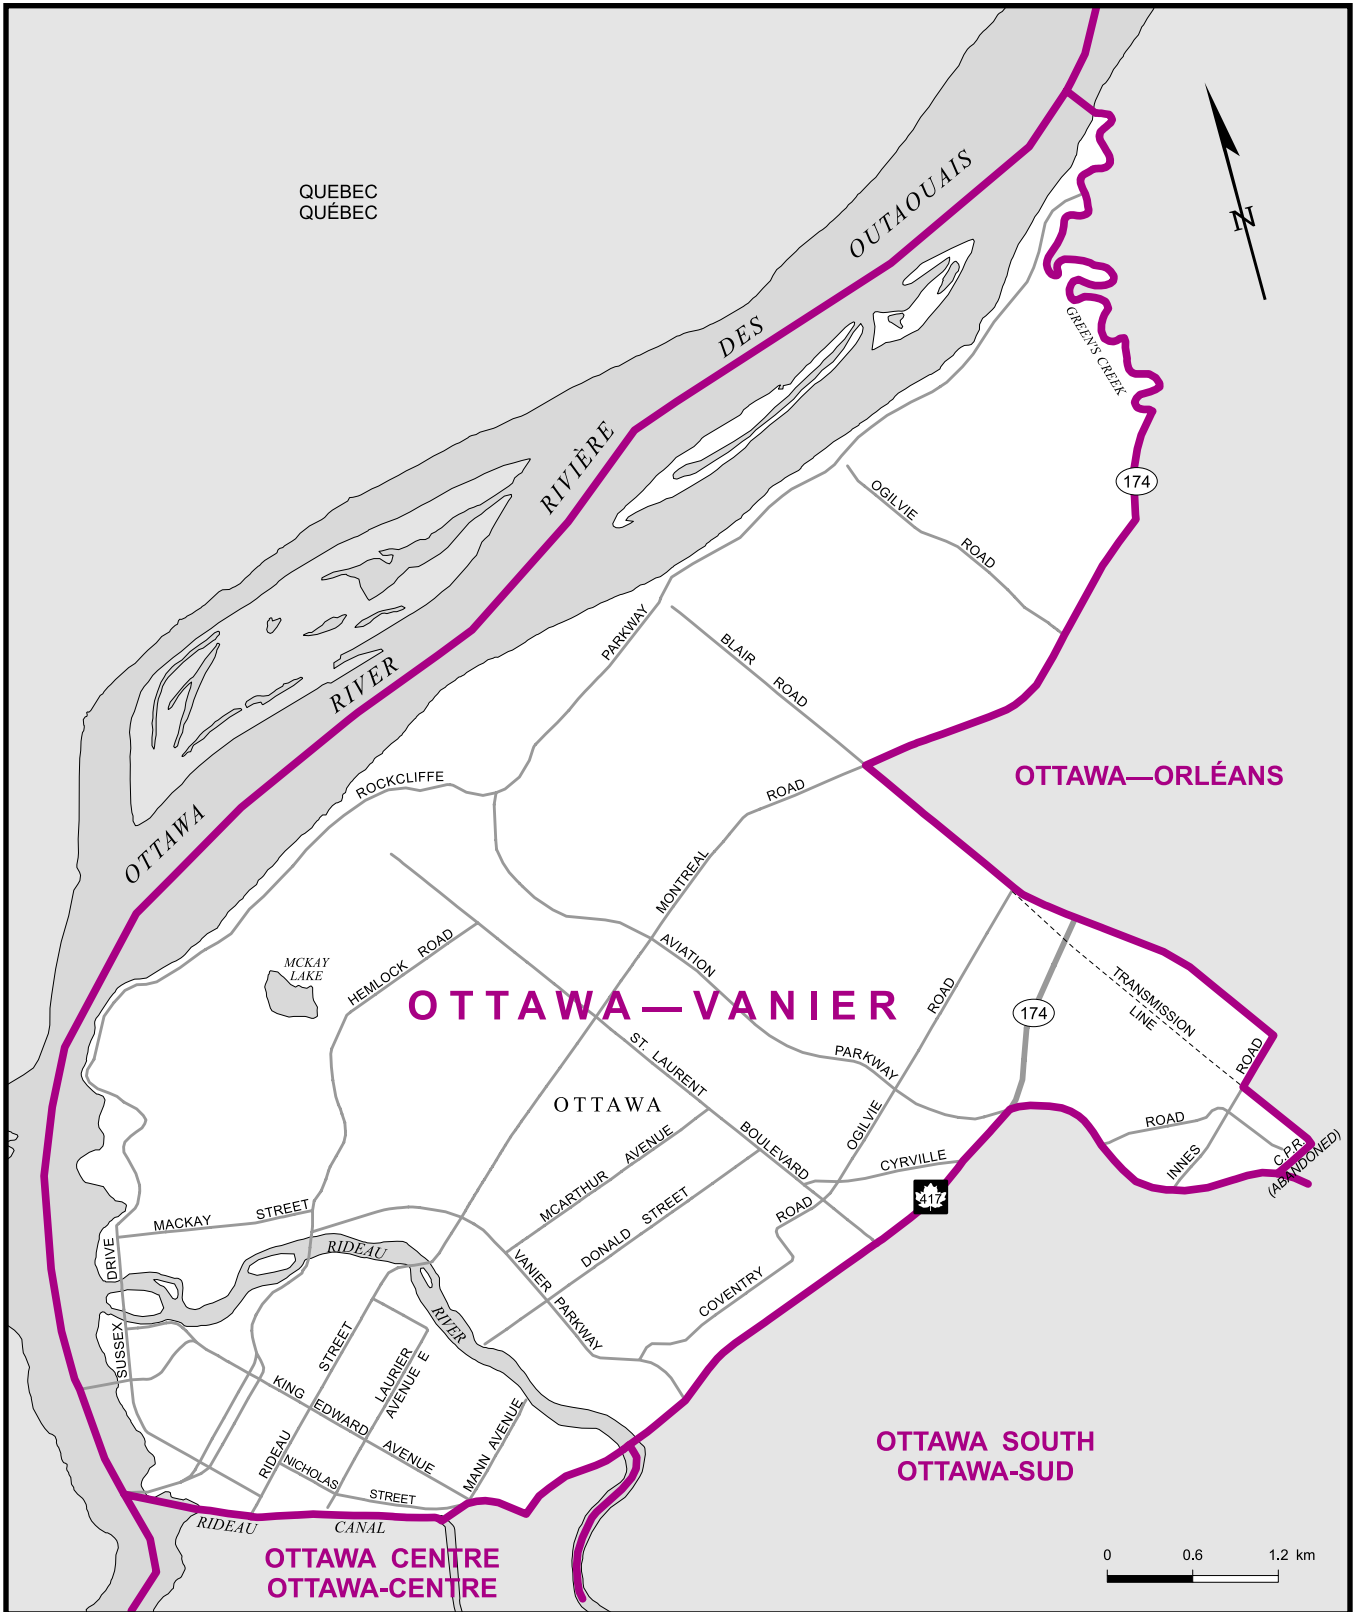 QUEBEC
QUÉBEC
OTTAWA RIVER RIVIÈRE DES OUTAOUAIS
N
GREEN'S CREEK
174
OGILVIE ROAD
PARKWAY
BLAIR ROAD
ROCKCLIFFE
ROAD
MONTREAL
OTTAWA—ORLÉANS
MCKAY
LAKE
HEMLOCK ROAD
AVIATION
PARKWAY
OTTAWA—VANIER
174
TRANSMISSION
LINE
ROAD
ROAD
ST. LAURENT
BOULEVARD
OTTAWA
MCARTHUR AVENUE
OGILVIE
CYRVILLE
ROAD
INNES
C.P.R.
(ABANDONED)
DONALD STREET
417
MACKAY STREET
DRIVE
SUSSEX
RIDEAU
RIVER
VANIER PARKWAY
COVENTRY
ROAD
STREET
RIDEAU
LAURIER
AVENUE E
KING EDWARD AVENUE
MANN AVENUE
NICHOLAS
STREET
OTTAWA SOUTH
OTTAWA-SUD
RIDEAU CANAL
OTTAWA CENTRE
OTTAWA-CENTRE
0 0.6 1.2 km